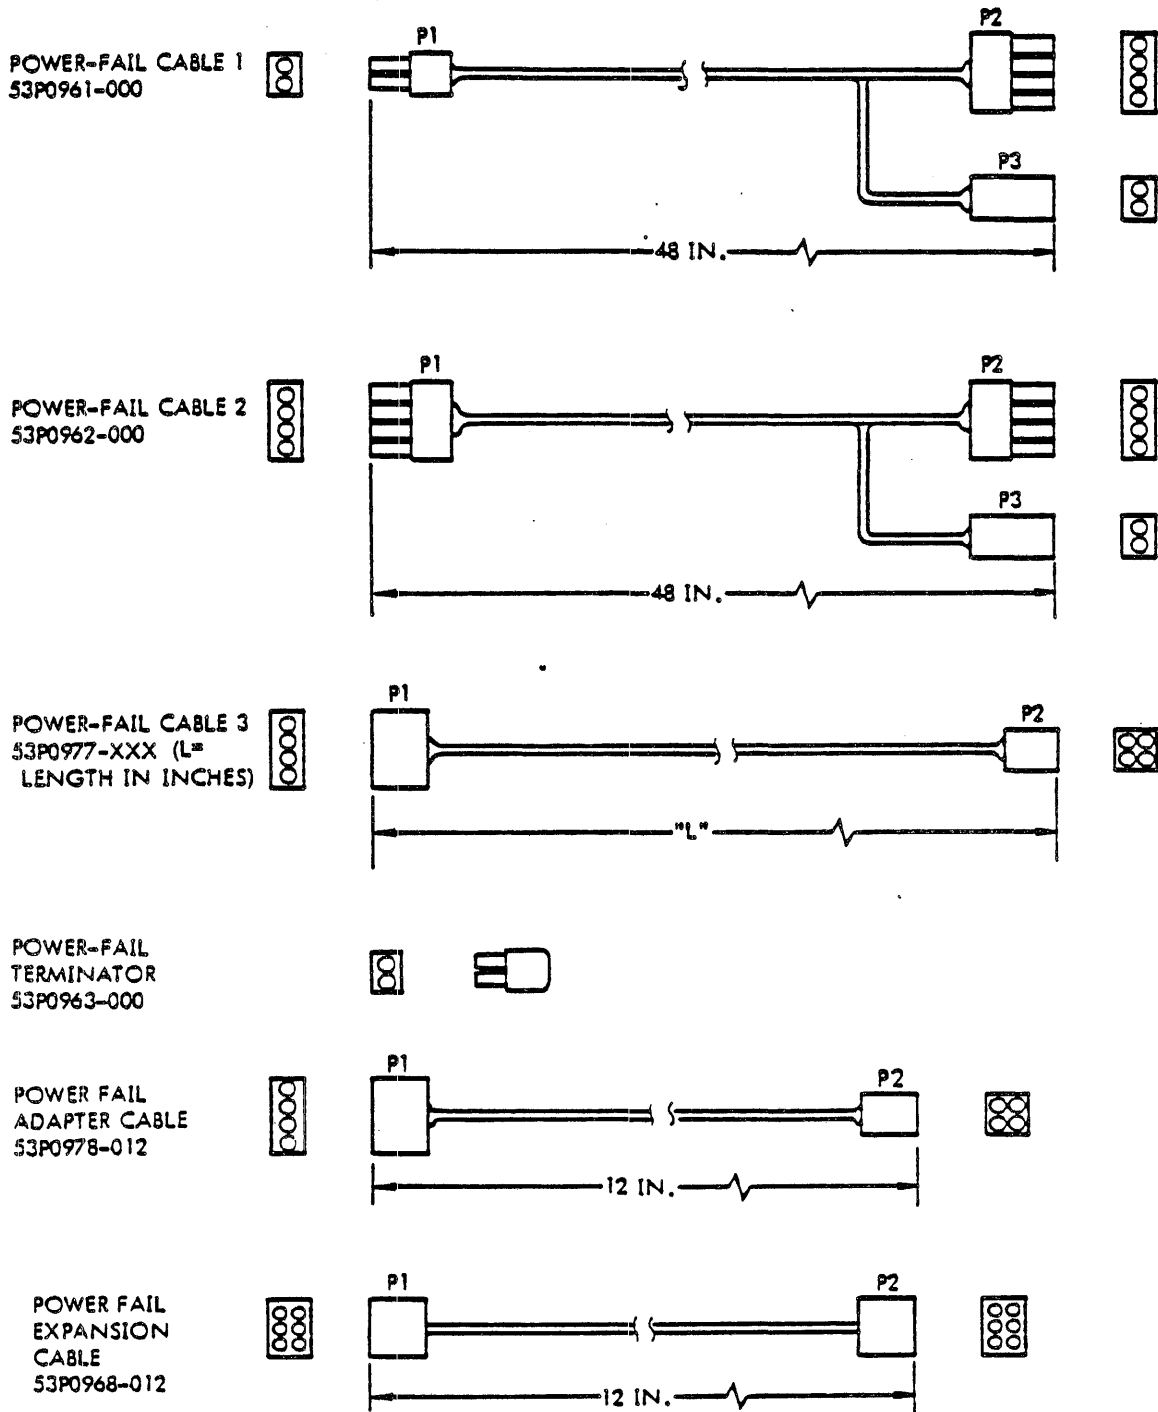 P1
P2
POWER-FAIL CABLE 1
53P0961-000
P3
48 IN.
P1
P2
POWER-FAIL CABLE 2
53P0962-000
P3
48 IN.
P1
P2
POWER-FAIL CABLE 3
53P0977-XXX (L=
LENGTH IN INCHES)
"L"
POWER-FAIL
TERMINATOR
53P0963-000
P1
P2
POWER FAIL
ADAPTER CABLE
53P0978-012
12 IN.
P1
P2
POWER FAIL
EXPANSION
CABLE
53P0968-012
12 IN.